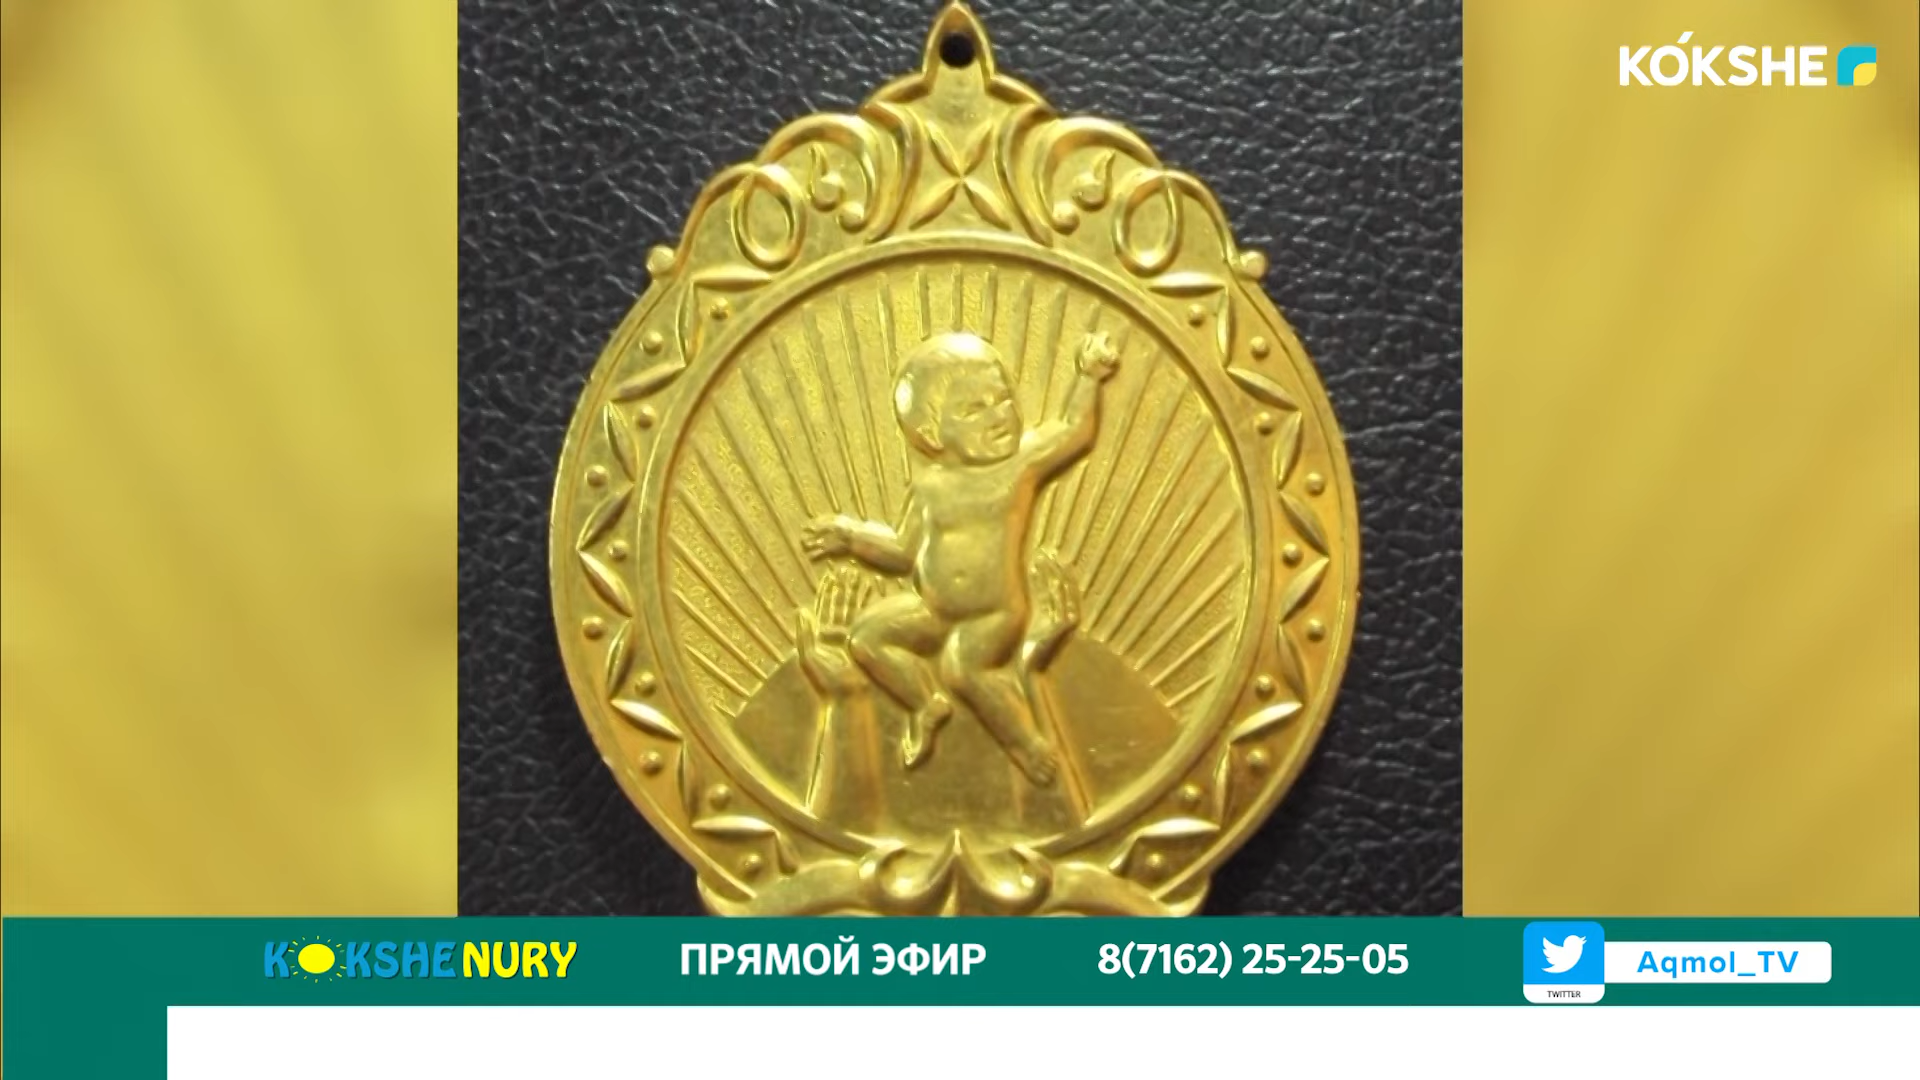 KÓKSHE
KOKSHE NURY
ПРЯМОЙ ЭФИР
8(7162) 25-25-05
TWITTER
Aqmol_TV